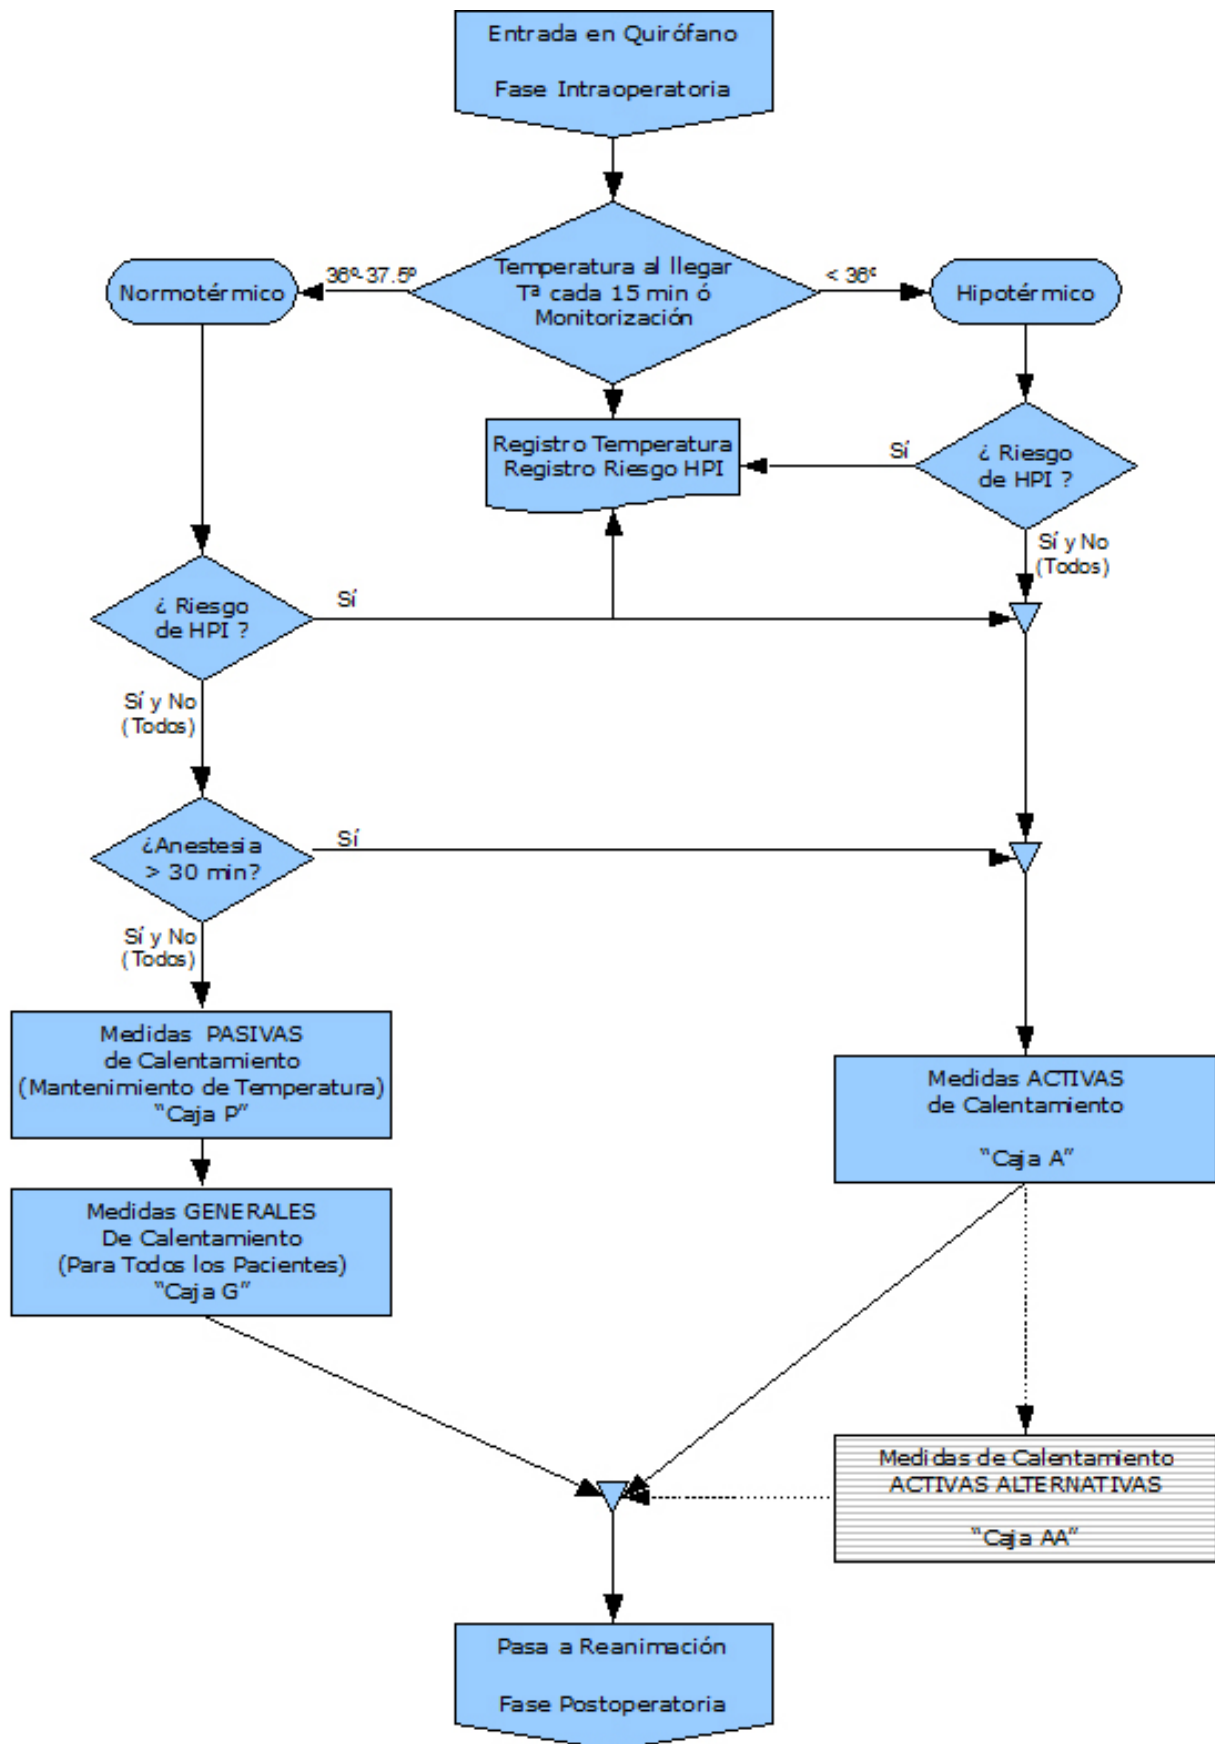 Entrada en Quirófano
Fase Intraoperatoria
36º-37.5º
Temperatura al llegar
Tª cada 15 min ó
Monitorización
< 36º
Normotérmico
Hipotérmico
Registro Temperatura
Registro Riesgo HPI
Sí
¿ Riesgo
de HPI ?
Sí y No
(Todos)
¿ Riesgo
de HPI ?
Sí
Sí y No
(Todos)
¿Anestesia
> 30 min?
Sí
Sí y No
(Todos)
Medidas PASIVAS
de Calentamiento
(Mantenimiento de Temperatura)
“Caja P”
Medidas ACTIVAS
de Calentamiento
“Caja A”
Medidas GENERALES
De Calentamiento
(Para Todos los Pacientes)
“Caja G”
Medidas de Calentamiento
ACTIVAS ALTERNATIVAS
“Caja AA”
Pasa a Reanimación
Fase Postoperatoria